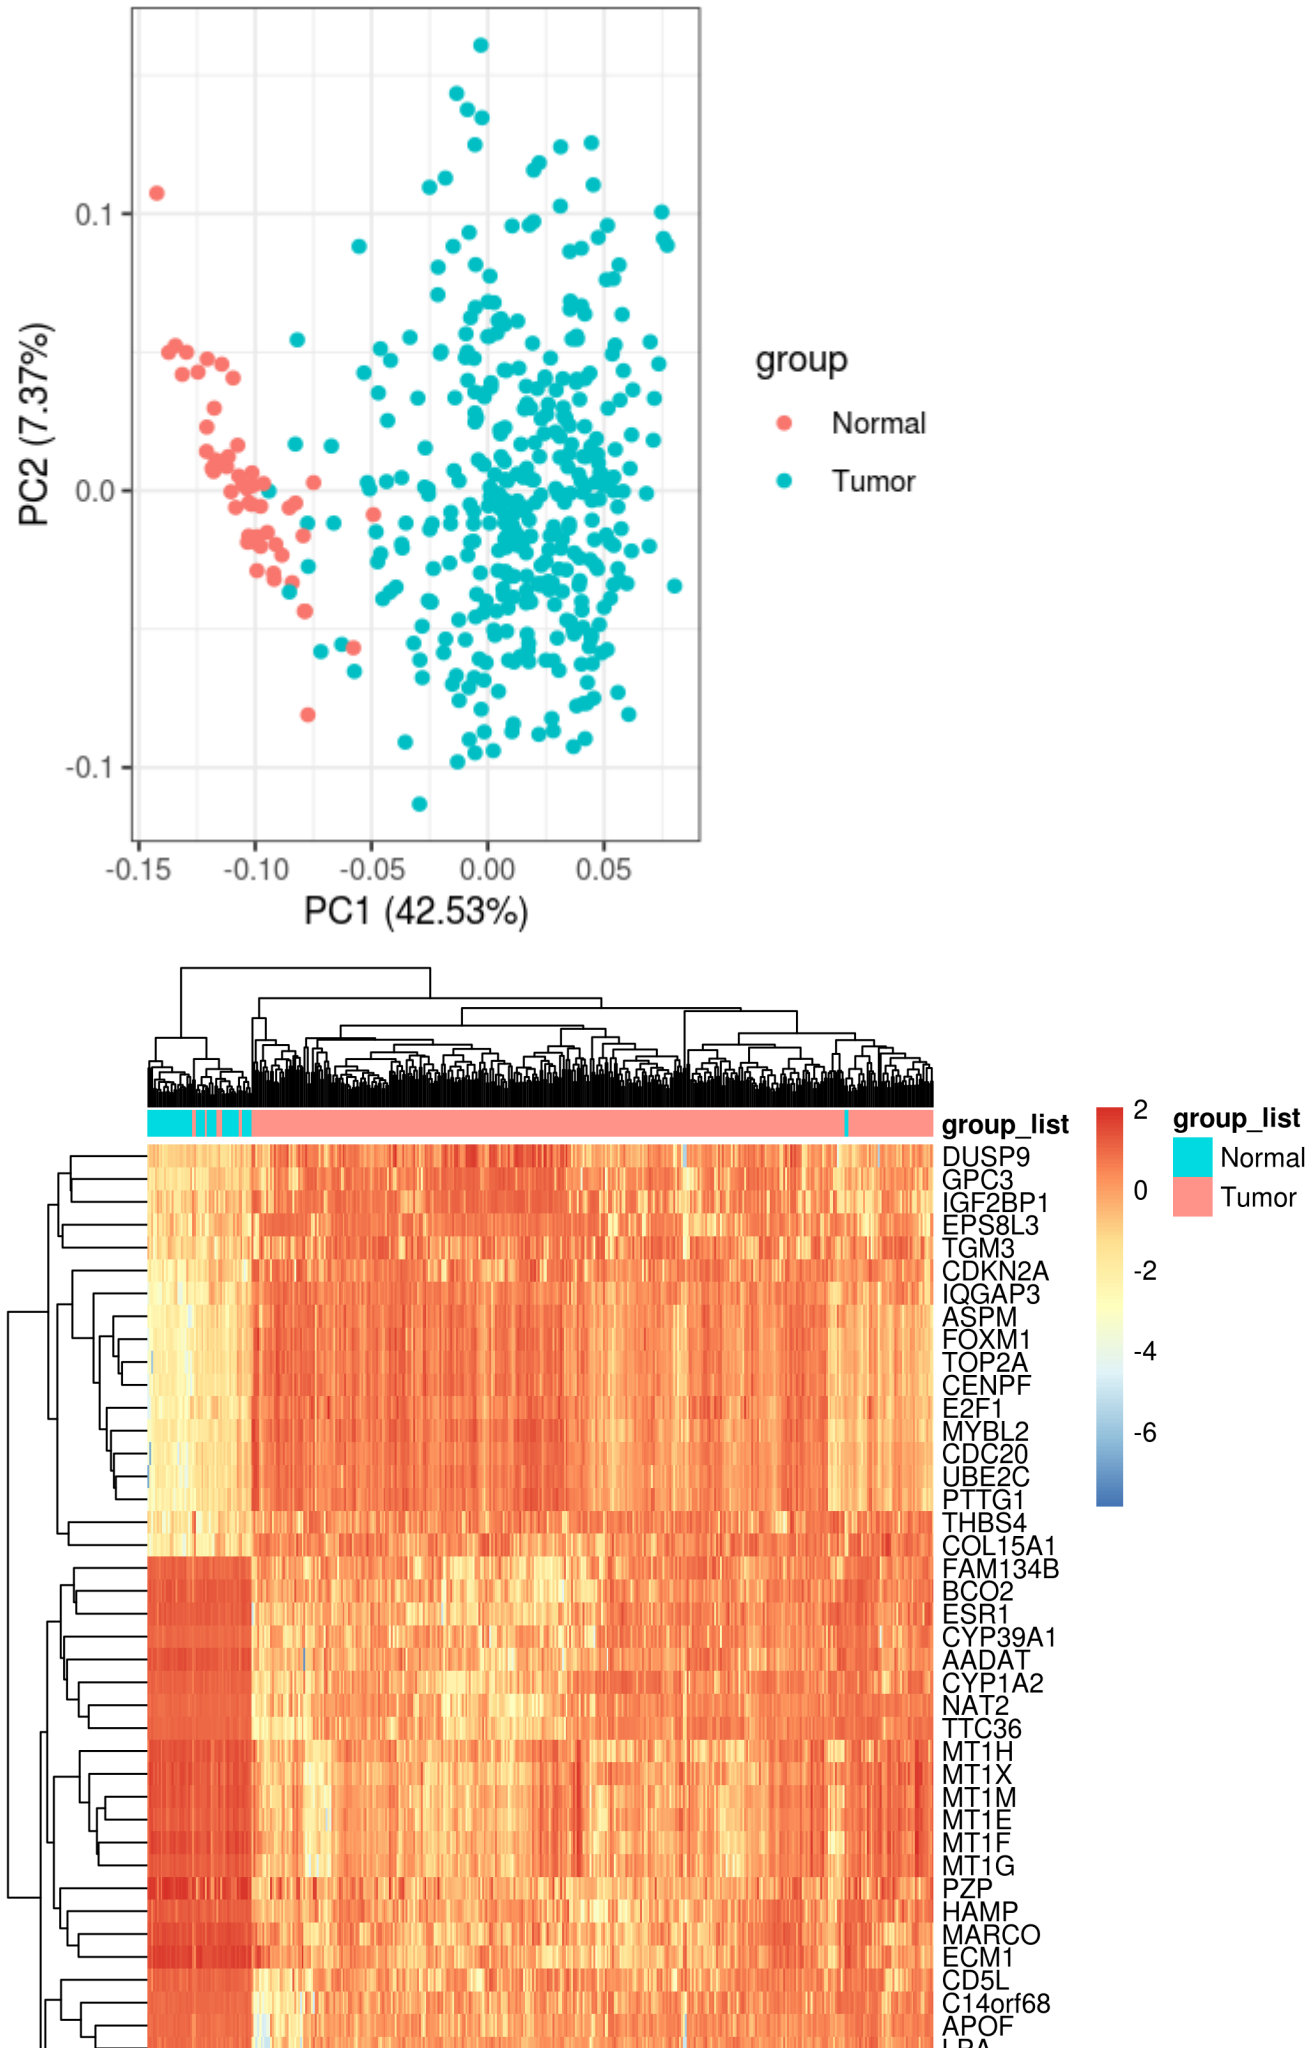 0.1
0.0
-0.1
PC2 (7.37%)
-0.15 -0.10 -0.05 0.00 0.05
PC1 (42.53%)
group
Normal
Tumor
group_list
DUSP9
GPC3
IGF2BP1
EPS8L3
TGM3
CDKN2A
IQGAP3
ASPM
FOXM1
TOP2A
CENPF
E2F1
MYBL2
CDC20
UBE2C
PTTG1
THBS4
COL15A1
FAM134B
BCO2
ESR1
CYP39A1
AADAT
CYP1A2
NAT2
TTC36
MT1H
MT1X
MT1M
MT1E
MT1F
MT1G
PZP
HAMP
MARCO
ECM1
CD5L
C14orf68
APOF
2
0
-2
-4
-6
group_list
Normal
Tumor